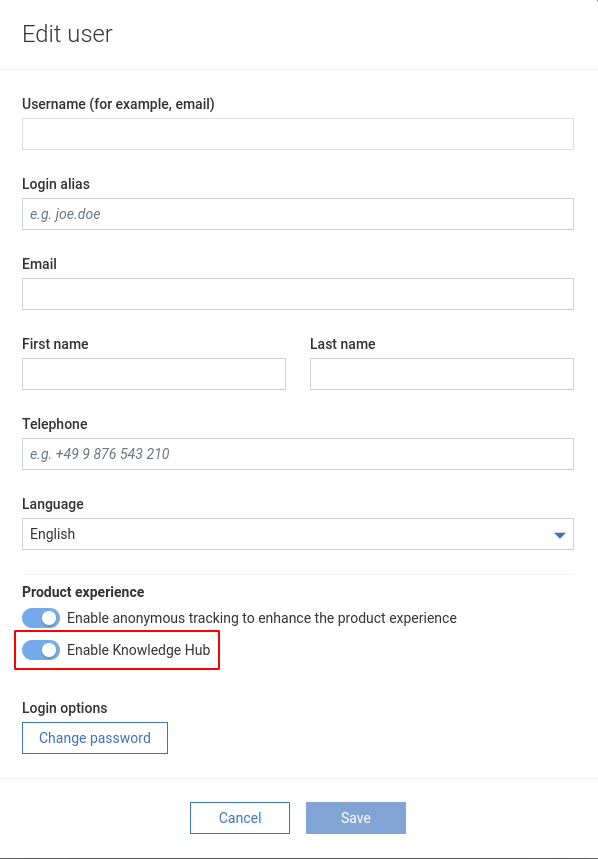 Edit user
Username (for example, email)
Login alias
e.g. joe.doe
Email
First name Last name
Telephone
e.g. +49 9 876 543 210
Language
English
Product experience
Enable anonymous tracking to enhance the product experience
Enable Knowledge Hub
Login options
Change password
Cancel Save